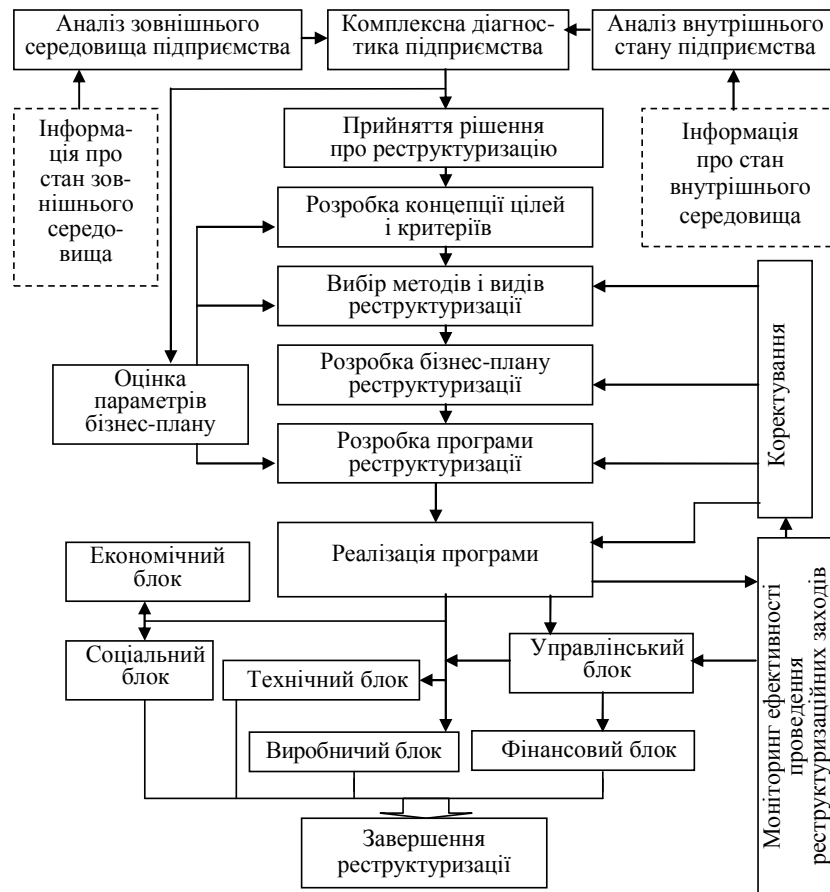 Аналіз зовнішнього
середовища підприємства
Комплексна діагнос-
тика підприємства
Аналіз внутрішнього
стану підприємства
Інформа-
ція про
стан зов-
нішнього
середо-
вища
Прийняття рішення
про реструктуризацію
Інформація
про стан
внутрішнього
середовища
Розробка концепції цілей
і критеріїв
Вибір методів і видів
реструктуризації
Розробка бізнес-плану
реструктуризації
Оцінка
параметрів
бізнес-плану
Розробка програми
реструктуризації
Коректування
Реалізація програми
Економічний
блок
Соціальний
блок
Технічний блок
Управлінський
блок
Виробничий блок
Фінансовий блок
Моніторинг ефективності
проведення
реструктуризаційних заходів
Завершення
реструктуризації